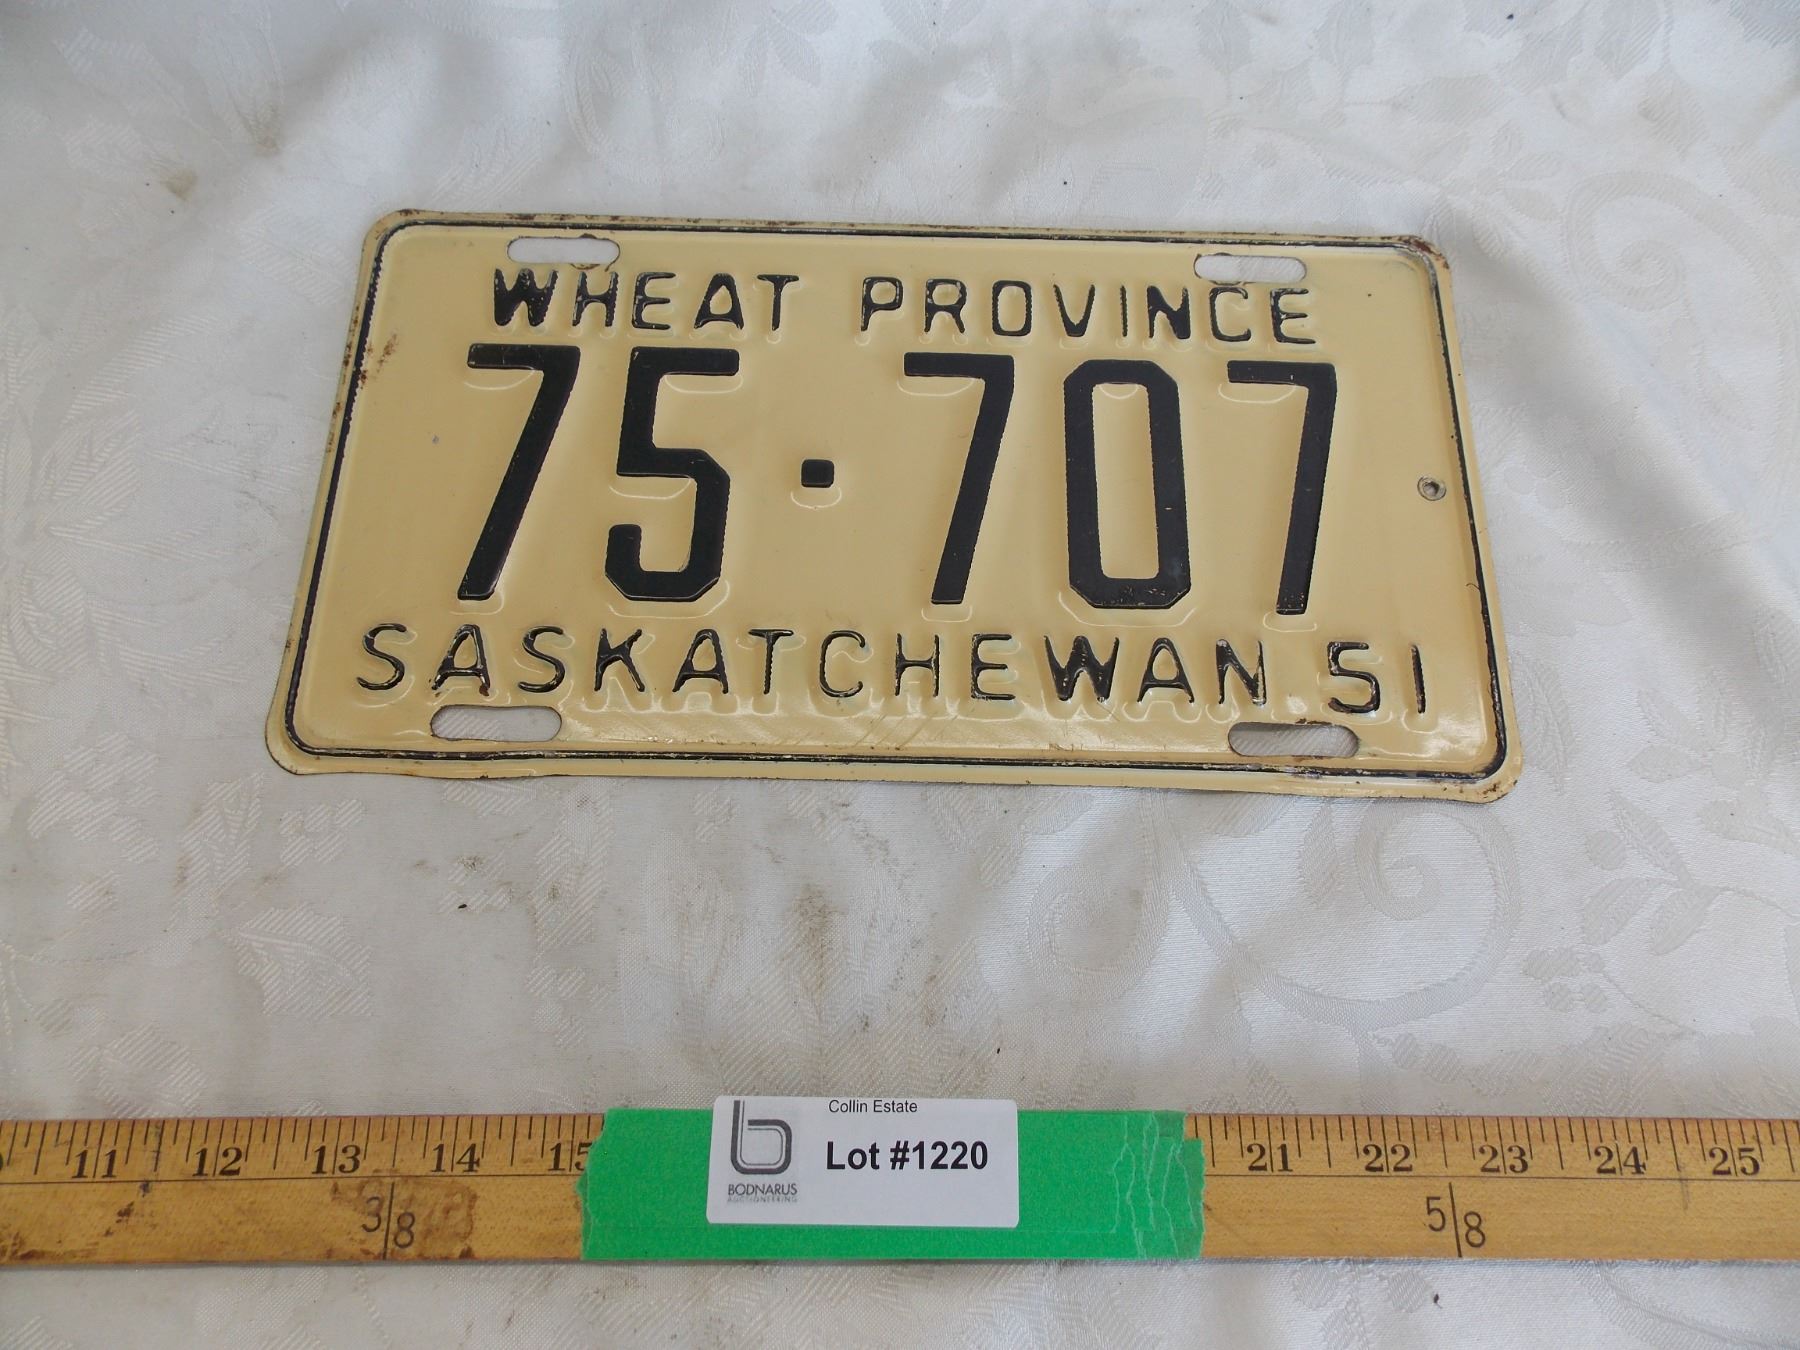 WHEAT PROVINCE
75·707
SASKATCHEWAN.51
Collin Estate
Lot #1220
BODNARUS
AUCTIONEERING
11 12 13 14 15 21 22 23 24 25
3/8 5/8